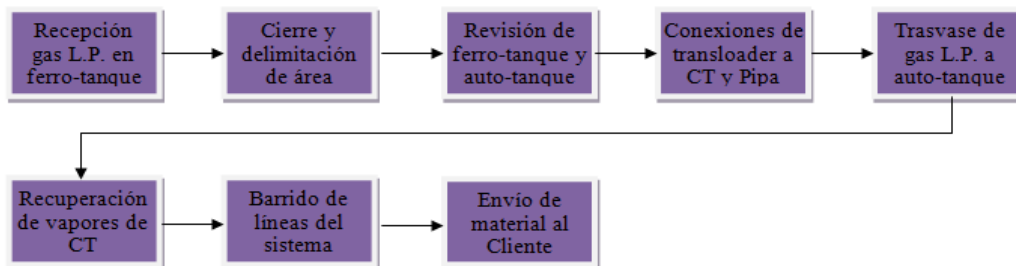 Recepción
gas L.P. en
ferro-tanque
Cierre y
delimitación
de área
Revisión de
ferro-tanque y
auto-tanque
Conexiones de
transloader a
CT y Pipa
Trasvase de
gas L.P. a
auto-tanque
Recuperación
de vapores de
CT
Barrido de
líneas del
sistema
Envío de
material al
Cliente